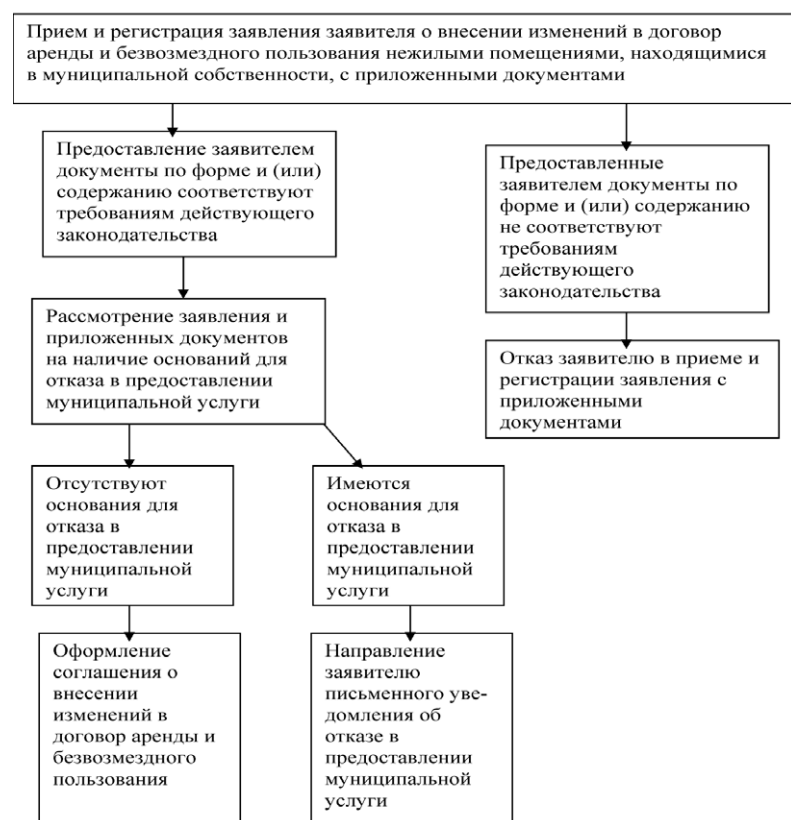 Прием и регистрация заявления заявителя о внесении изменений в договор
аренды и безвозмездного пользования нежилыми помещениями, находящимися
в муниципальной собственности, с приложенными документами
Предоставление заявителем
документы по форме и (или)
содержанию соответствуют
требованиям действующего
законодательства
Предоставленные
заявителем документы по
форме и (или) содержанию
не соответствуют
требованиям
действующего
законодательства
Рассмотрение заявления и
приложенных документов
на наличие оснований для
отказа в предоставлении
муниципальной услуги
Отказ заявителю в приеме и
регистрации заявления с
приложенными
документами
Отсутствуют
основания для
отказа в
предоставлении
муниципальной
услуги
Имеются
основания для
отказа в
предоставлении
муниципальной
услуги
Оформление
соглашения о
внесении
изменений в
договор аренды и
безвозмездного
пользования
Направление
заявителю
письменного уве-
домления об
отказе в
предоставлении
муниципальной
услуги